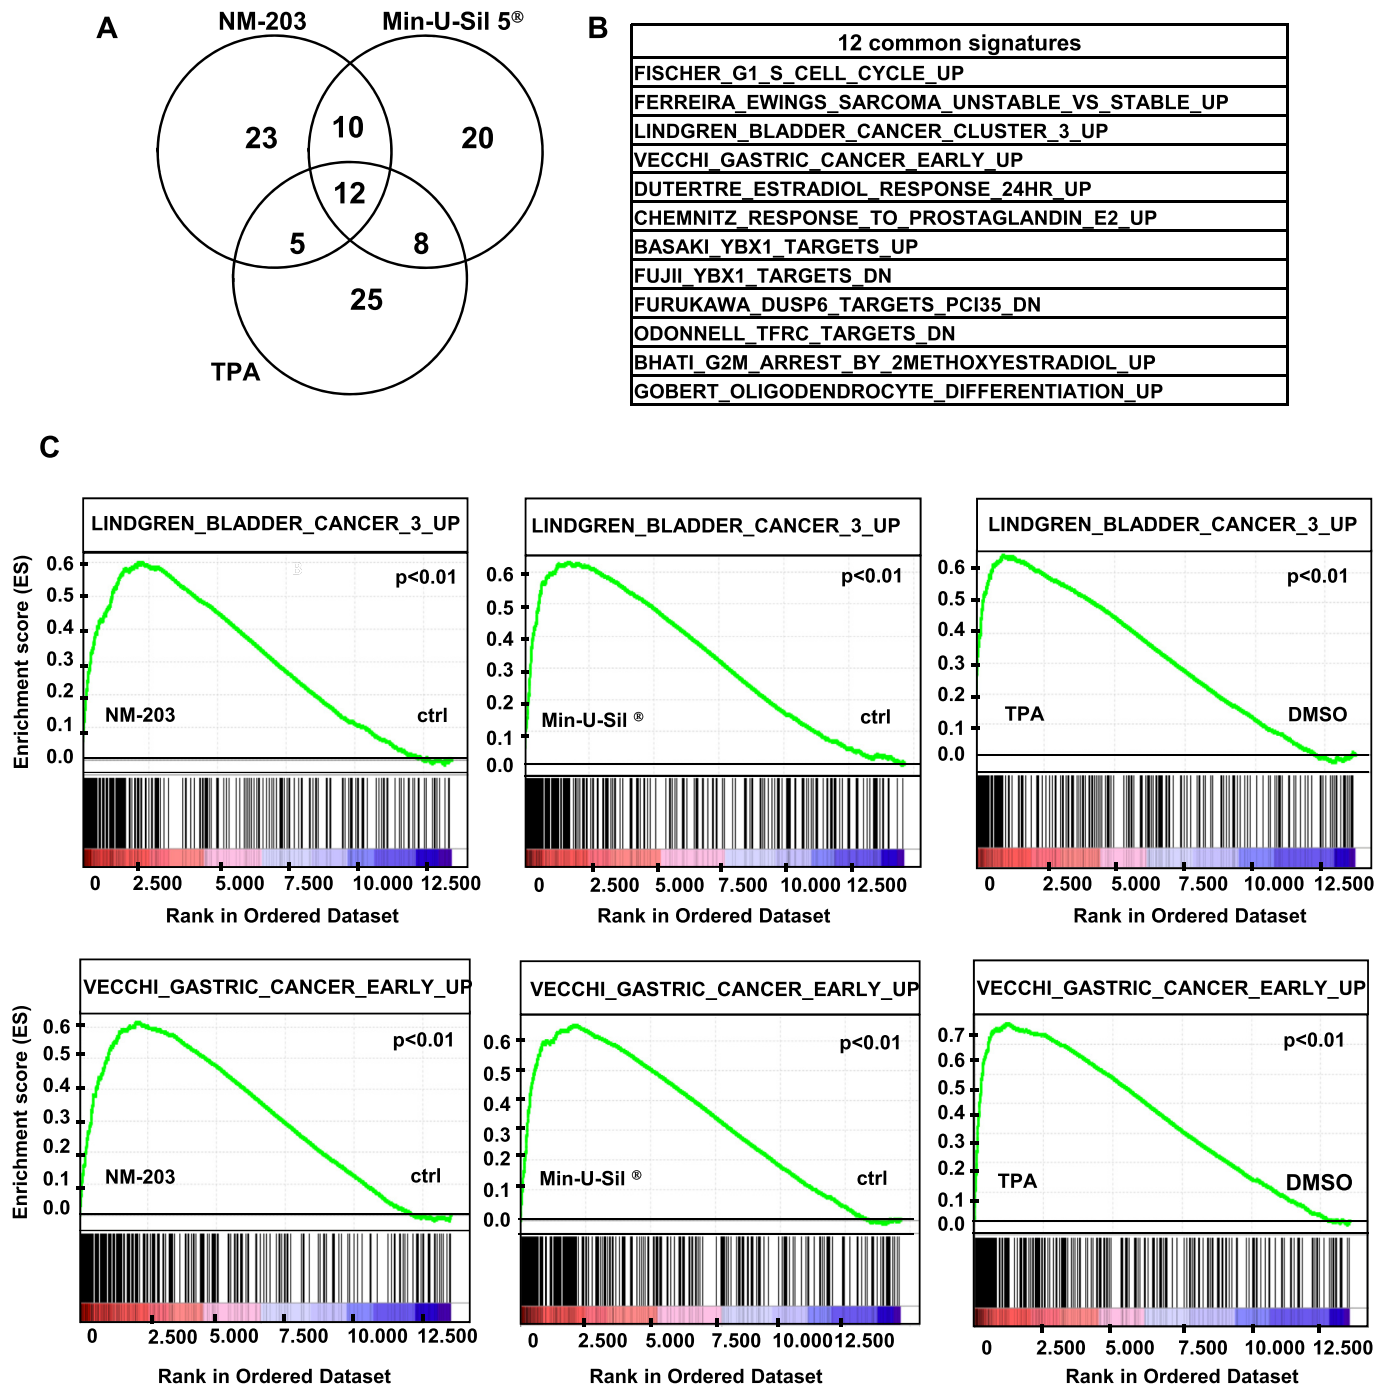 A
NM-203
Min-U-Sil 5®
23
10
20
12
5
8
25
TPA
B
12 common signatures
FISCHER_G1_S_CELL_CYCLE_UP
FERREIRA_EWINGS_SARCOMA_UNSTABLE_VS_STABLE_UP
LINDGREN_BLADDER_CANCER_CLUSTER_3_UP
VECCHI_GASTRIC_CANCER_EARLY_UP
DUTERTRE_ESTRADIOL_RESPONSE_24HR_UP
CHEMNITZ_RESPONSE_TO_PROSTAGLANDIN_E2_UP
BASAKI_YBX1_TARGETS_UP
FUJII_YBX1_TARGETS_DN
FURUKAWA_DUSP6_TARGETS_PCI35_DN
ODONNELL_TFRC_TARGETS_DN
BHATI_G2M_ARREST_BY_2METHOXYESTRADIOL_UP
GOBERT_OLIGODENDROCYTE_DIFFERENTIATION_UP
C
LINDGREN_BLADDER_CANCER_3_UP
Enrichment score (ES)
0.6
0.5
0.4
0.3
0.2
0.1
0.0
p<0.01
NM-203
ctrl
0 2.500 5.000 7.500 10.000 12.500
Rank in Ordered Dataset
LINDGREN_BLADDER_CANCER_3_UP
0.6
0.5
0.4
0.3
0.2
0.1
0.0
p<0.01
Min-U-Sil ®
ctrl
0 2.500 5.000 7.500 10.000 12.500
Rank in Ordered Dataset
LINDGREN_BLADDER_CANCER_3_UP
0.6
0.5
0.4
0.3
0.2
0.1
0.0
p<0.01
TPA
DMSO
0 2.500 5.000 7.500 10.000 12.500
Rank in Ordered Dataset
VECCHI_GASTRIC_CANCER_EARLY_UP
Enrichment score (ES)
0.6
0.5
0.4
0.3
0.2
0.1
0.0
p<0.01
NM-203
ctrl
0 2.500 5.000 7.500 10.000 12.500
Rank in Ordered Dataset
VECCHI_GASTRIC_CANCER_EARLY_UP
0.6
0.5
0.4
0.3
0.2
0.1
0.0
p<0.01
Min-U-Sil ®
ctrl
0 2.500 5.000 7.500 10.000 12.500
Rank in Ordered Dataset
VECCHI_GASTRIC_CANCER_EARLY_UP
0.7
0.6
0.5
0.4
0.3
0.2
0.1
0.0
p<0.01
TPA
DMSO
0 2.500 5.000 7.500 10.000 12.500
Rank in Ordered Dataset